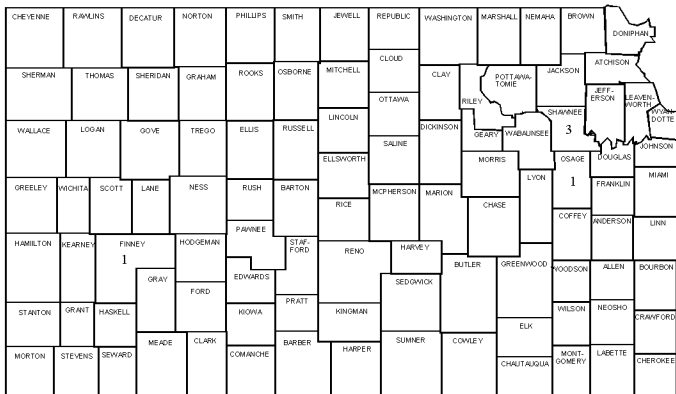 CHEYENNE
RAWLINS
DECATUR
NORTON
PHILLIPS
SMITH
JEWELL
REPUBLIC
WASHINGTON
MARSHALL
NEMAHA
BROWN
DONIPHAN
SHERMAN
THOMAS
SHERIDAN
GRAHAM
ROOKS
OSBORNE
MITCHELL
CLOUD
CLAY
RILEY
POTTAWA-
TOMIE
JACKSON
ATCHISON
JEFF-
ERSON
LEAVEN-
WORTH
WYAN
DOTTE
WALLACE
LOGAN
GOVE
TREGO
ELLIS
RUSSELL
LINCOLN
OTTAWA
SALINE
DICKINSON
GEARY
WABAUNSEE
SHAWNEE
3
DOUGLAS
JOHNSON
GREELEY
WICHITA
SCOTT
LANE
NESS
RUSH
BARTON
ELLSWORTH
RICE
MCPHERSON
MARION
MORRIS
CHASE
LYON
OSAGE
1
FRANKLIN
MIAMI
HAMILTON
KEARNEY
FINNEY
1
HODGEMAN
PAWNEE
STAF-
FORD
RENO
HARVEY
BUTLER
GREENWOOD
COFFEY
ANDERSON
LINN
STANTON
GRANT
HASKELL
GRAY
FORD
EDWARDS
KIOWA
PRATT
KINGMAN
SEDGWICK
ELK
WOODSON
ALLEN
BOURBON
WILSON
NEOSHO
CRAWFORD
MORTON
STEVENS
SEWARD
MEADE
CLARK
COMANCHE
BARBER
HARPER
SUMNER
COWLEY
CHAUTAUQUA
MONT-
GOMERY
LABETTE
CHEROKEE